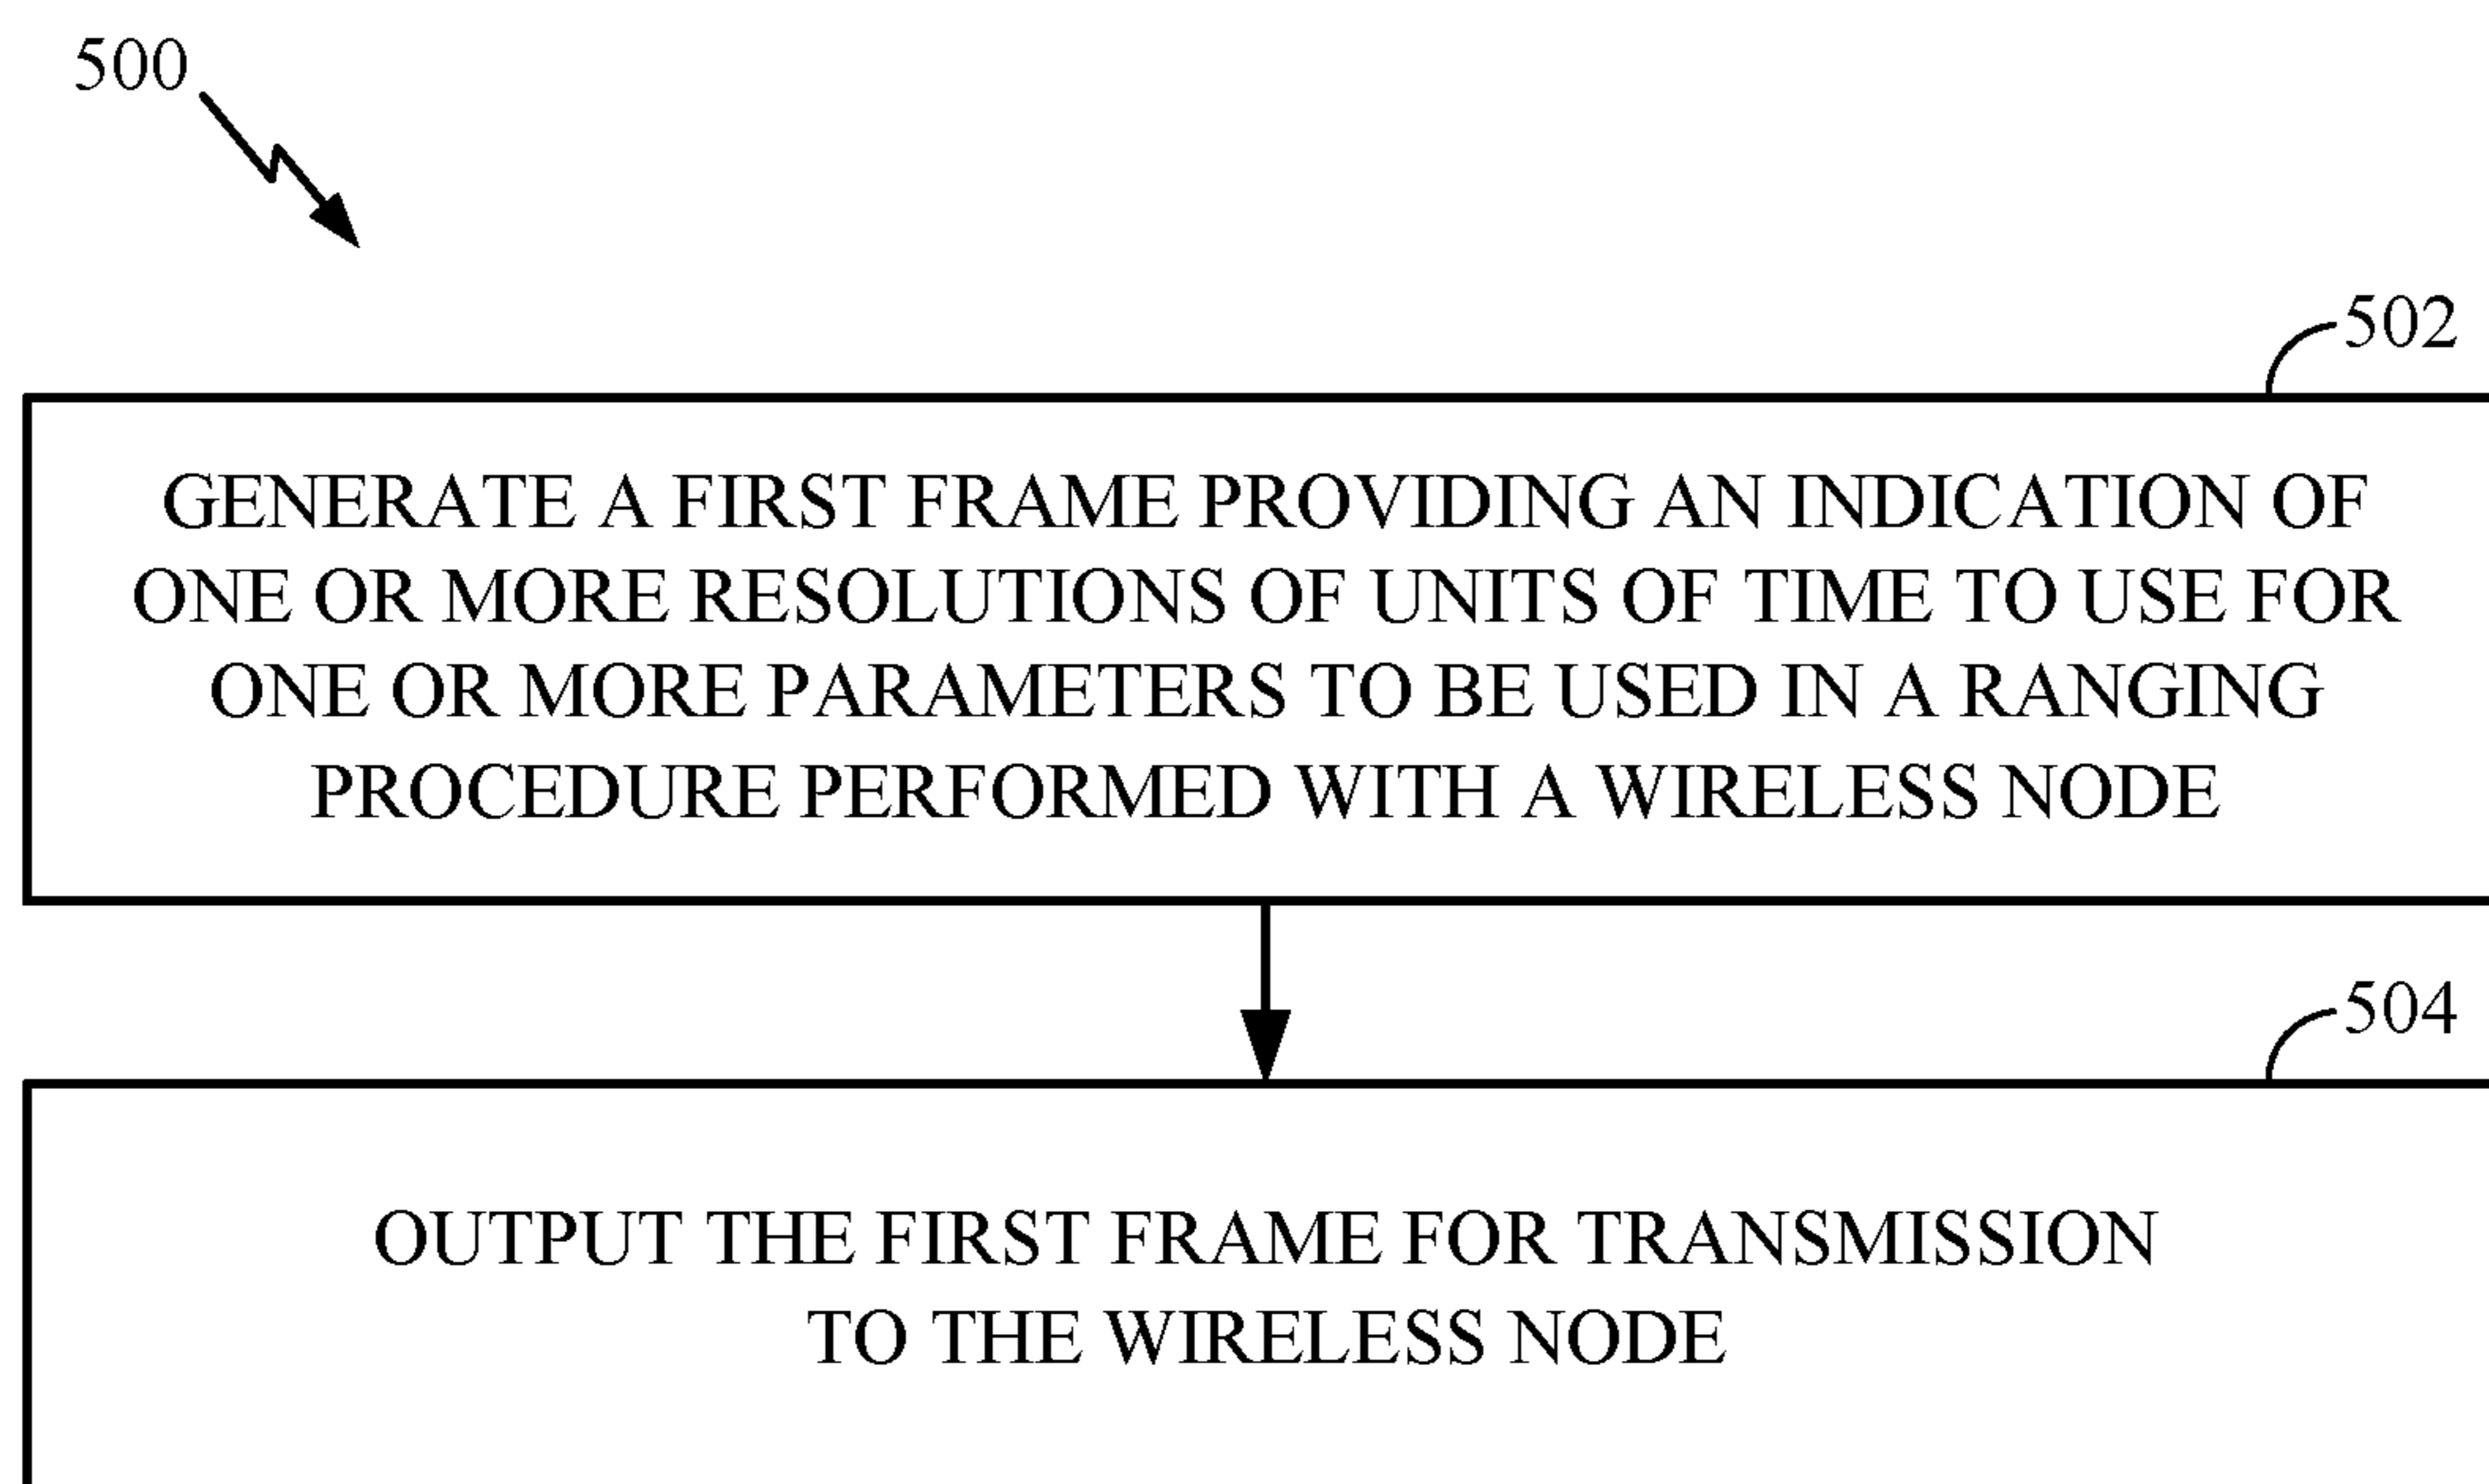 500
502
GENERATE A FIRST FRAME PROVIDING AN INDICATION OF
ONE OR MORE RESOLUTIONS OF UNITS OF TIME TO USE FOR
ONE OR MORE PARAMETERS TO BE USED IN A RANGING
PROCEDURE PERFORMED WITH A WIRELESS NODE
504
OUTPUT THE FIRST FRAME FOR TRANSMISSION
TO THE WIRELESS NODE